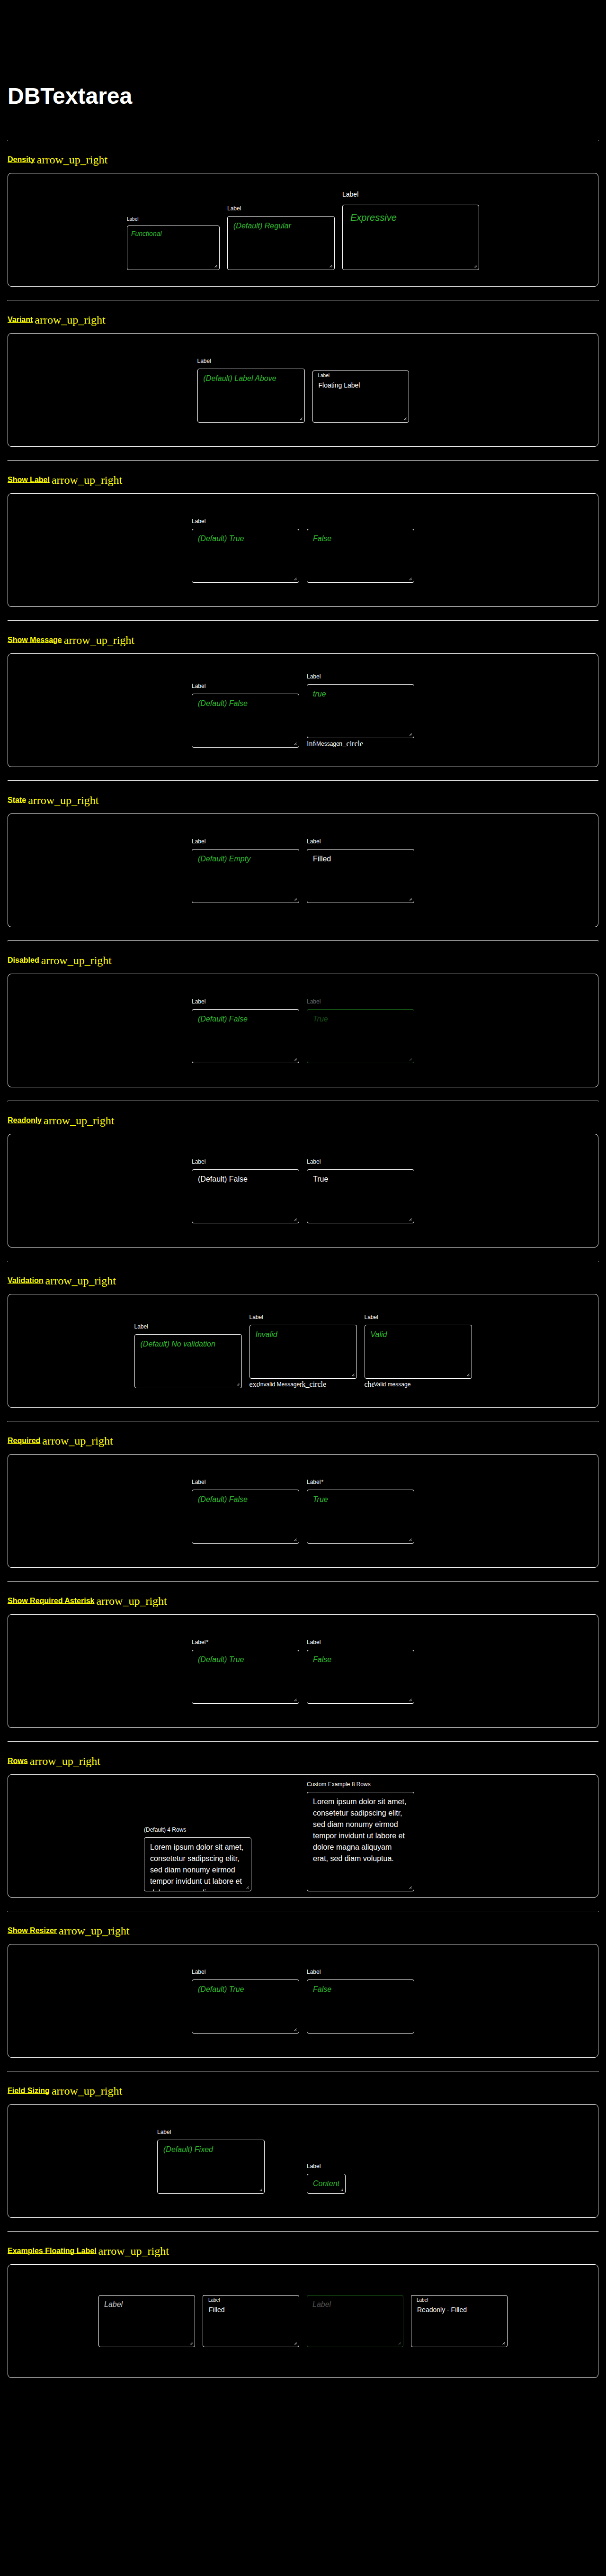 DBTextarea
Density arrow_up_right
Label
Functional
Label
(Default) Regular
Label
Expressive
Variant arrow_up_right
Label
(Default) Label Above
Label
Floating Label
Show Label arrow_up_right
Label
(Default) True
False
Show Message arrow_up_right
Label
(Default) False
Label
true
Message
State arrow_up_right
Label
(Default) Empty
Label
Filled
Disabled arrow_up_right
Label
(Default) False
Label
True
Readonly arrow_up_right
Label
(Default) False
Label
True
Validation arrow_up_right
Label
(Default) No validation
Label
Invalid
Invalid Message
Label
Valid
Valid message
Required arrow_up_right
Label
(Default) False
Label*
True
Show Required Asterisk arrow_up_right
Label*
(Default) True
Label
False
Rows arrow_up_right
(Default) 4 Rows
Lorem ipsum dolor sit amet,
consetetur sadipscing elitr,
sed diam nonumy eirmod
tempor invidunt ut labore et
Custom Example 8 Rows
Lorem ipsum dolor sit amet,
consetetur sadipscing elitr,
sed diam nonumy eirmod
tempor invidunt ut labore et
dolore magna aliquyam
erat, sed diam voluptua.
Show Resizer arrow_up_right
Label
(Default) True
Label
False
Field Sizing arrow_up_right
Label
(Default) Fixed
Label
Content
Examples Floating Label arrow_up_right
Label
Label
Filled
Label
Label
Readonly - Filled